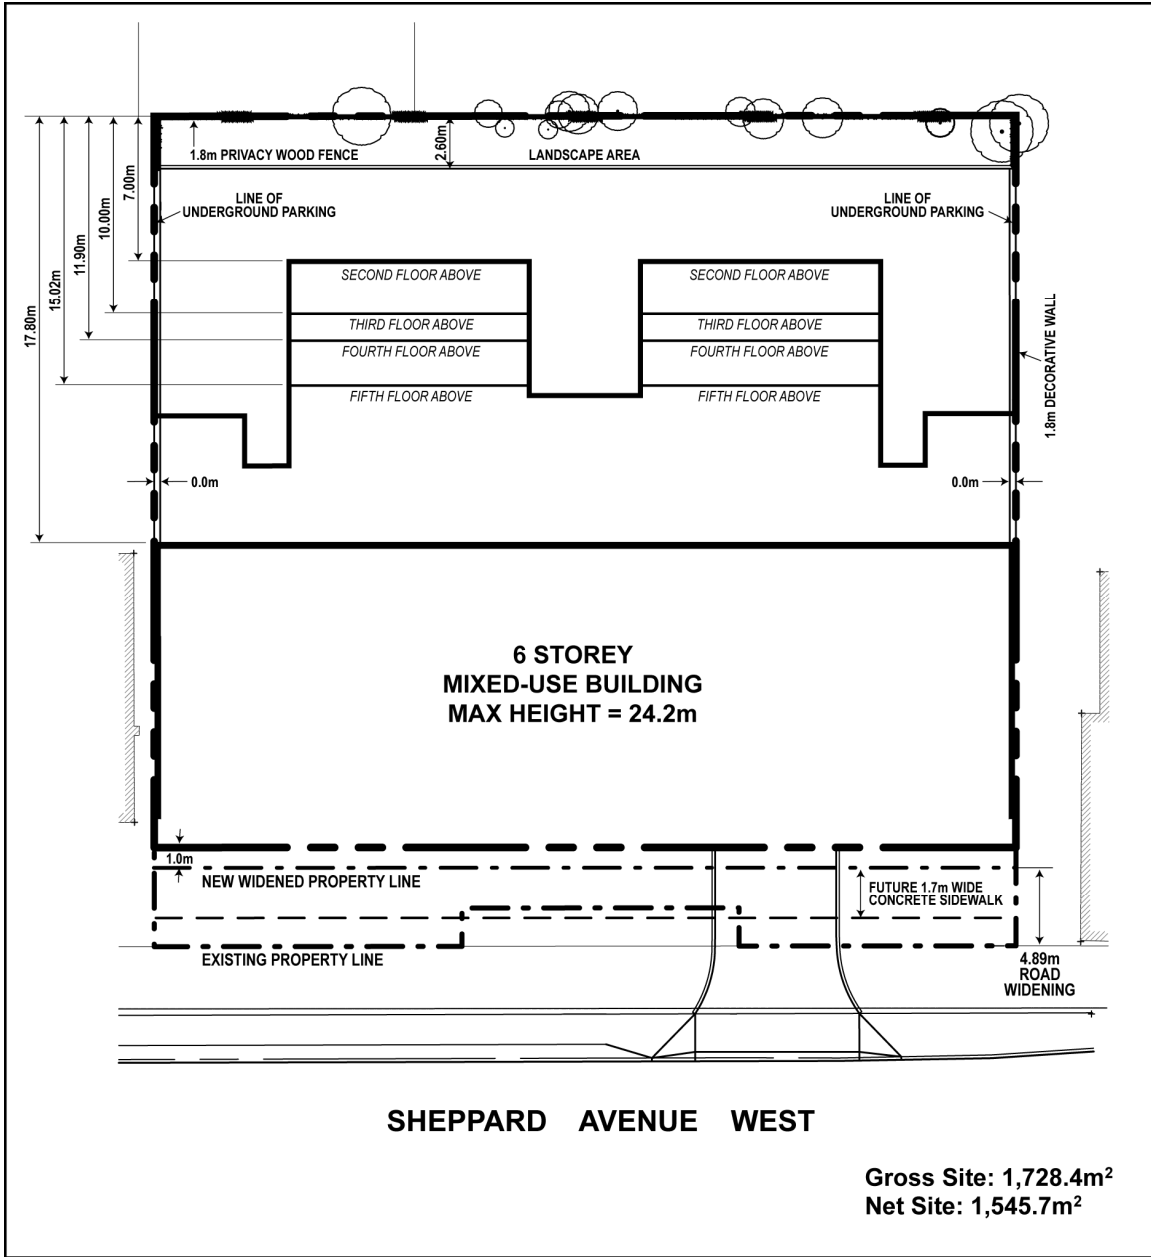 1.8m PRIVACY WOOD FENCE
2.60m
LANDSCAPE AREA
7.00m
10.00m
11.90m
15.02m
17.80m
LINE OF
UNDERGROUND PARKING
LINE OF
UNDERGROUND PARKING
SECOND FLOOR ABOVE
SECOND FLOOR ABOVE
THIRD FLOOR ABOVE
THIRD FLOOR ABOVE
FOURTH FLOOR ABOVE
FOURTH FLOOR ABOVE
FIFTH FLOOR ABOVE
FIFTH FLOOR ABOVE
1.8m DECORATIVE WALL
0.0m
0.0m
6 STOREY
MIXED-USE BUILDING
MAX HEIGHT = 24.2m
1.0m
NEW WIDENED PROPERTY LINE
FUTURE 1.7m WIDE
CONCRETE SIDEWALK
EXISTING PROPERTY LINE
4.89m
ROAD
WIDENING
SHEPPARD AVENUE WEST
Gross Site: 1,728.4m²
Net Site: 1,545.7m²